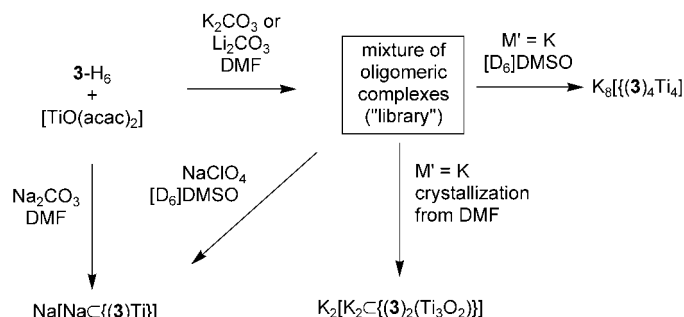 K2CO3 or
Li2CO3
DMF
3-H6
+
[TiO(acac)2]
mixture of
oligomeric
complexes
("library")
M' = K
[D6]DMSO
K8[{(3)4Ti4]
Na2CO3
DMF
NaClO4
[D6]DMSO
M' = K
crystallization
from DMF
Na[Na⊂{(3)Ti}]
K2[K2⊂{(3)2(Ti3O2)}]